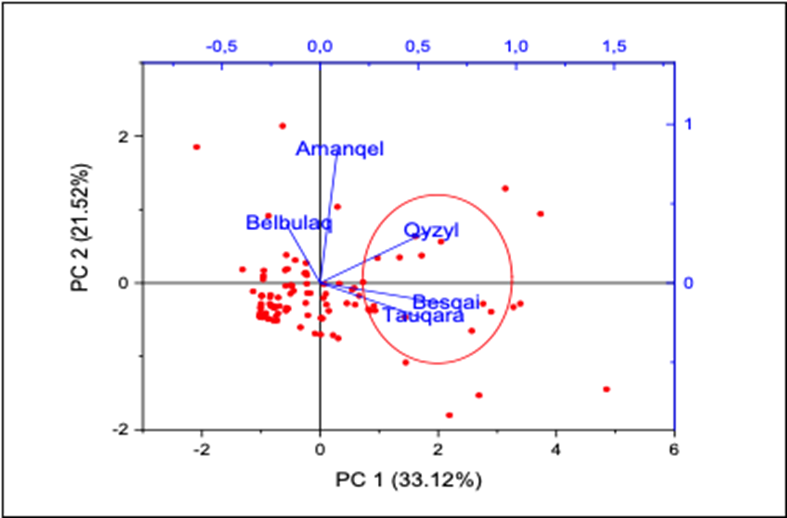 -0,5 0,0 0,5 1,0 1,5
2
1
Amanqel
Belbulaq
Qyzyl
0
0
Besqai
Tauqara
-2
-2 0 2 4 6
PC 1 (33.12%)
PC 2 (21.52%)